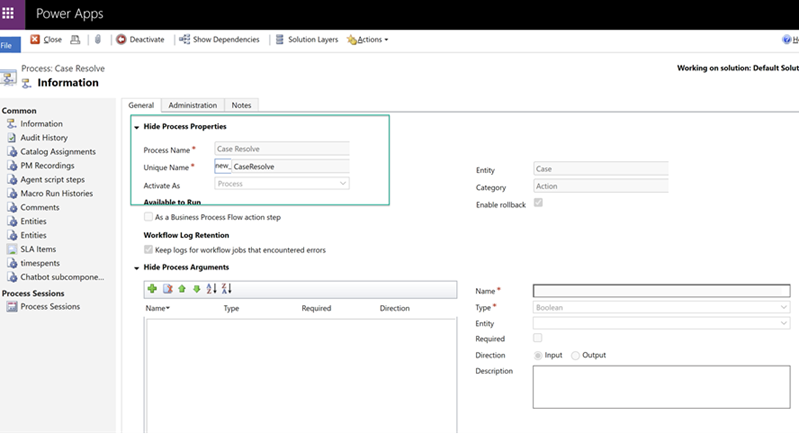 Power Apps
File
Close Deactivate Show Dependencies Solution Layers Actions
Process: Case Resolve
Information
Working on solution: Default Solut
Common
Information
Audit History
Catalog Assignments
PM Recordings
Agent script steps
Macro Run Histories
Comments
Entities
Entities
SLA Items
timespents
Chatbot subcompone...
Process Sessions
Process Sessions
General Administration Notes
Hide Process Properties
Process Name * Case Resolve
Unique Name * new_ CaseResolve
Activate As Process
Entity Case
Category Action
Enable rollback
Available to Run
As a Business Process Flow action step
Workflow Log Retention
Keep logs for workflow jobs that encountered errors
Hide Process Arguments
Name Type Required Direction
Name *
Type * Boolean
Entity
Required
Direction Input Output
Description